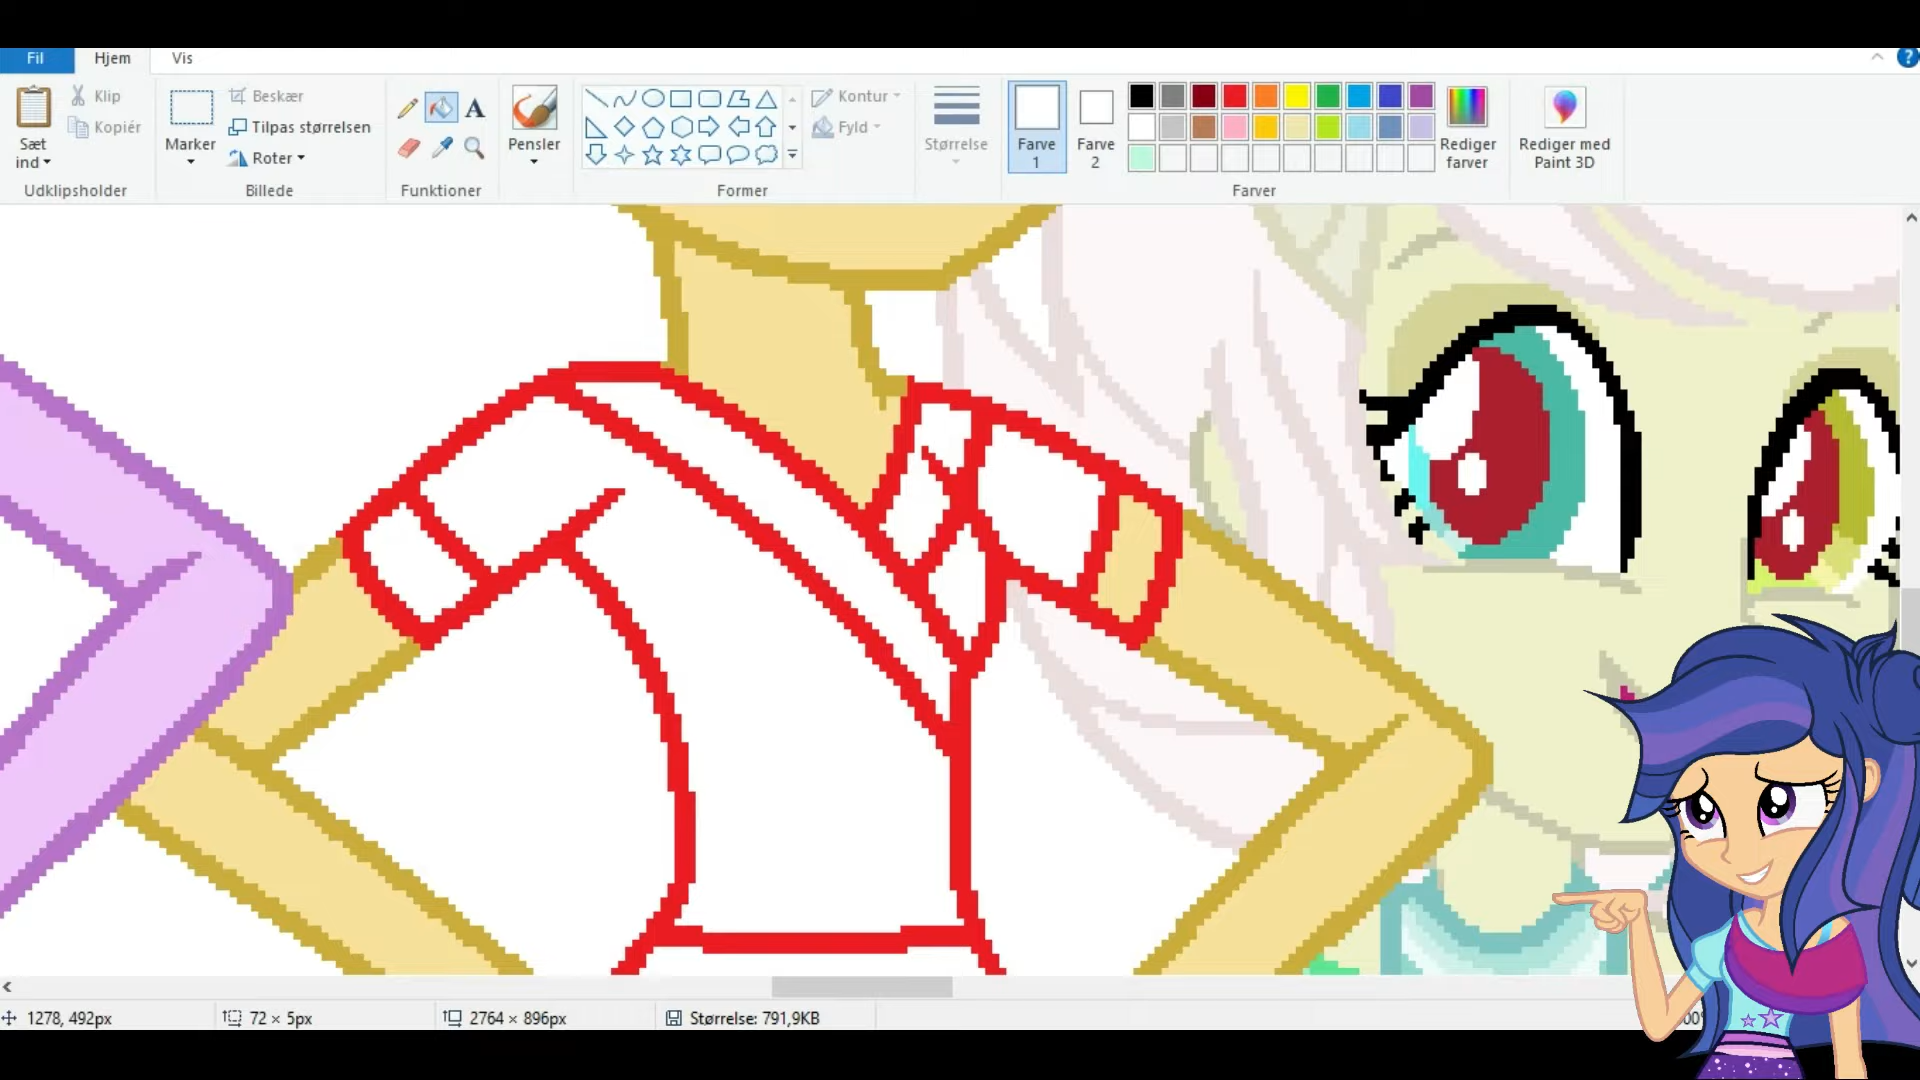 Fil Hjem Vis
Klip
Kopiér
Sæt
ind
Udklipsholder
Marker
Beskær
Tilpas størrelsen
Roter
Billede
A
Funktioner
Pensler
Former
Kontur
Fyld
Størrelse
Farve
1
Farve
2
Farver
Rediger
farver
Rediger med
Paint 3D
?
1278, 492px
72 × 5px
2764 × 896px
Størrelse: 791,9KB